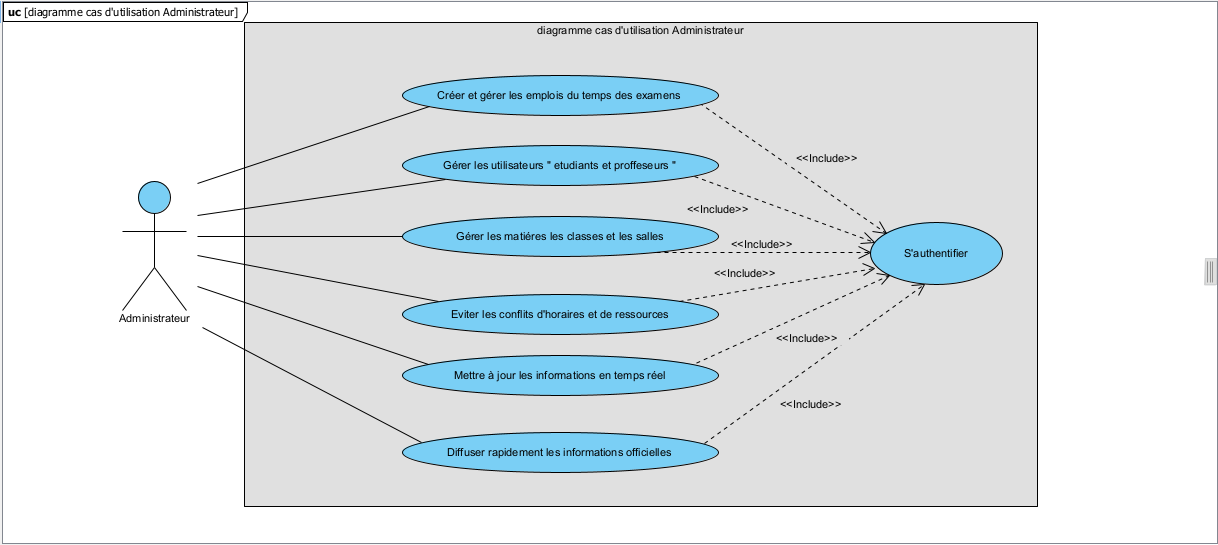 uc [diagramme cas d'utilisation Administrateur]
diagramme cas d'utilisation Administrateur
Créer et gérer les emplois du temps des examens
<<Include>>
Gérer les utilisateurs " etudiants et proffeseurs "
<<Include>>
Gérer les matiéres les classes et les salles
<<Include>>
S'authentifier
<<Include>>
Eviter les conflits d'horaires et de ressources
Administrateur
<<Include>>
Mettre à jour les informations en temps réel
<<Include>>
Diffuser rapidement les informations officielles